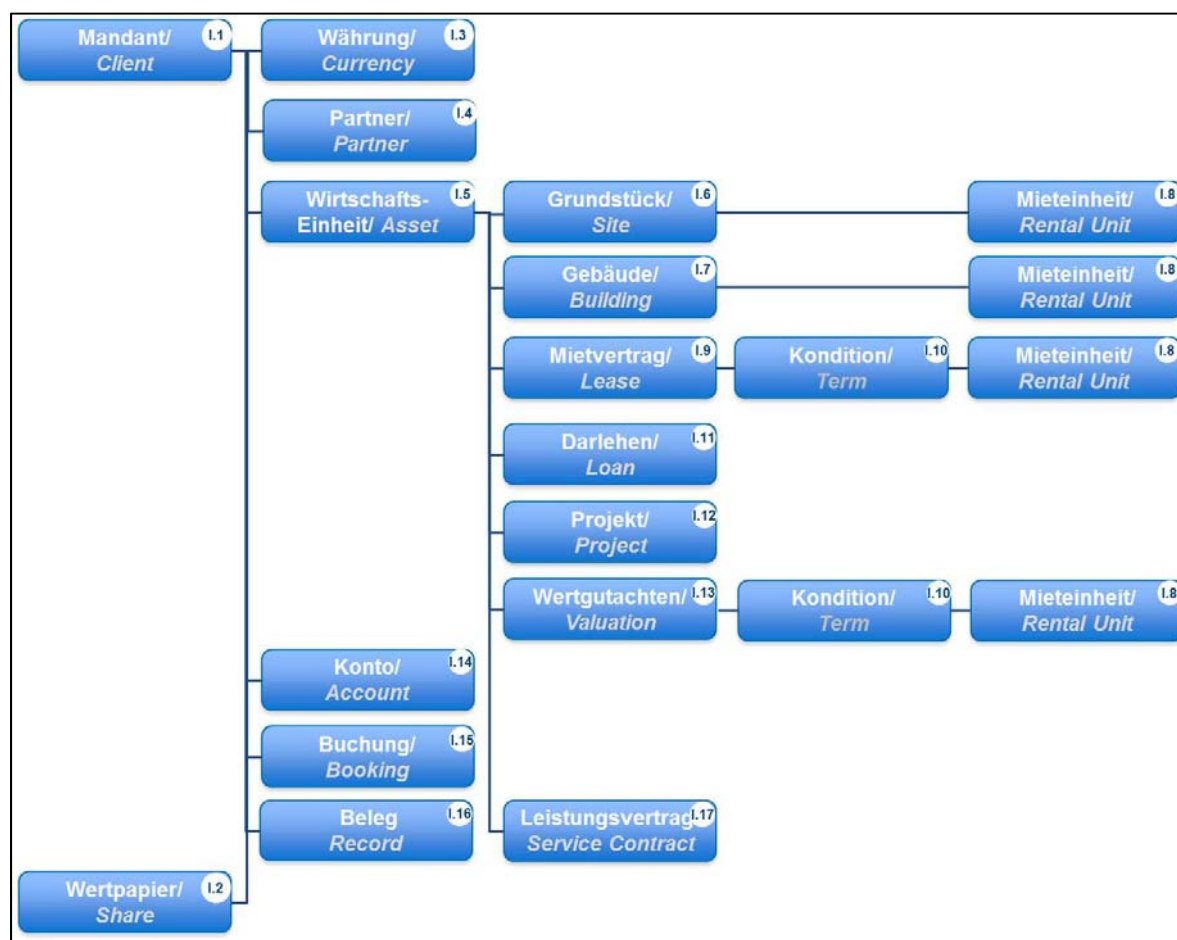 Mandant/ I.1
Client
Währung/ I.3
Currency
Partner/ I.4
Partner
Wirtschafts- I.5
Einheit/ Asset
Grundstück/ I.6
Site
Mieteinheit/ I.8
Rental Unit
Gebäude/ I.7
Building
Mieteinheit/ I.8
Rental Unit
Mietvertrag/ I.9
Lease
Kondition/ I.10
Term
Mieteinheit/ I.8
Rental Unit
Darlehen/ I.11
Loan
Projekt/ I.12
Project
Wertgutachten/ I.13
Valuation
Kondition/ I.10
Term
Mieteinheit/ I.8
Rental Unit
Konto/ I.14
Account
Buchung/ I.15
Booking
Beleg I.16
Record
Leistungsvertrag I.17
Service Contract
Wertpapier/ I.2
Share